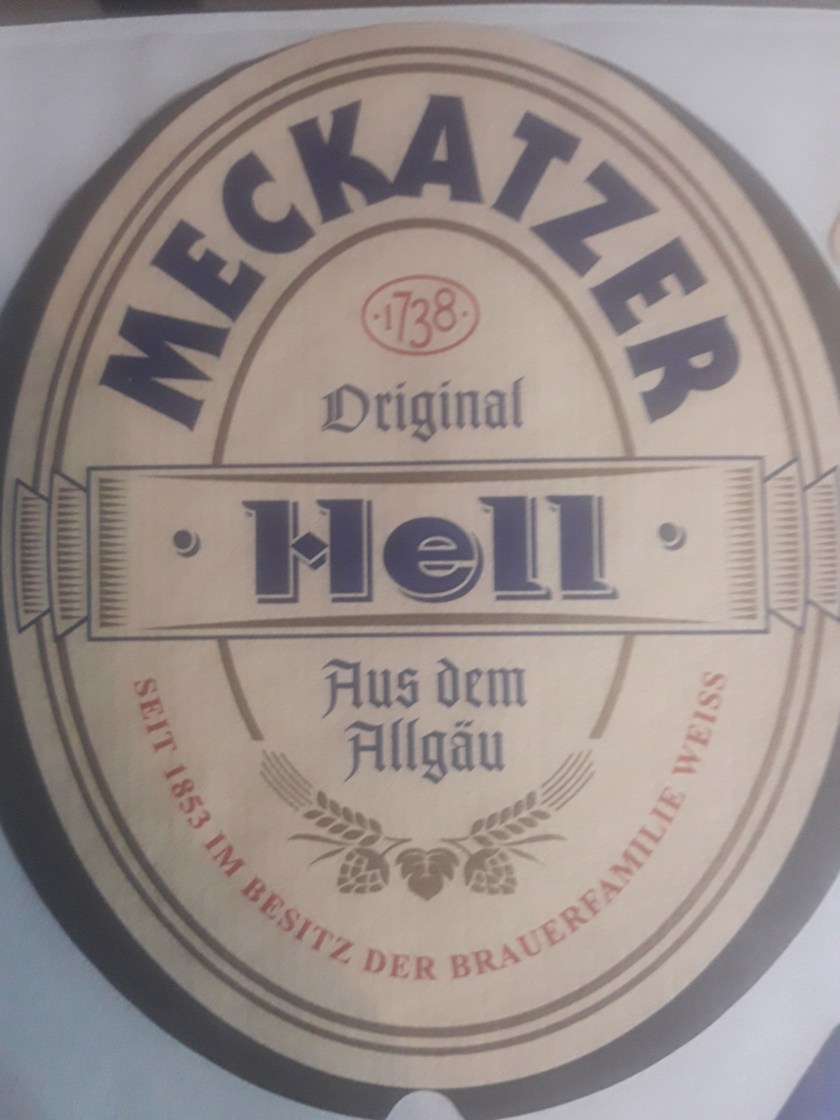 MECKATZER
·1738·
Original
· Hell ·
Aus dem
Allgäu
SEIT 1853 IM BESITZ DER BRAUERFAMILIE WEISS